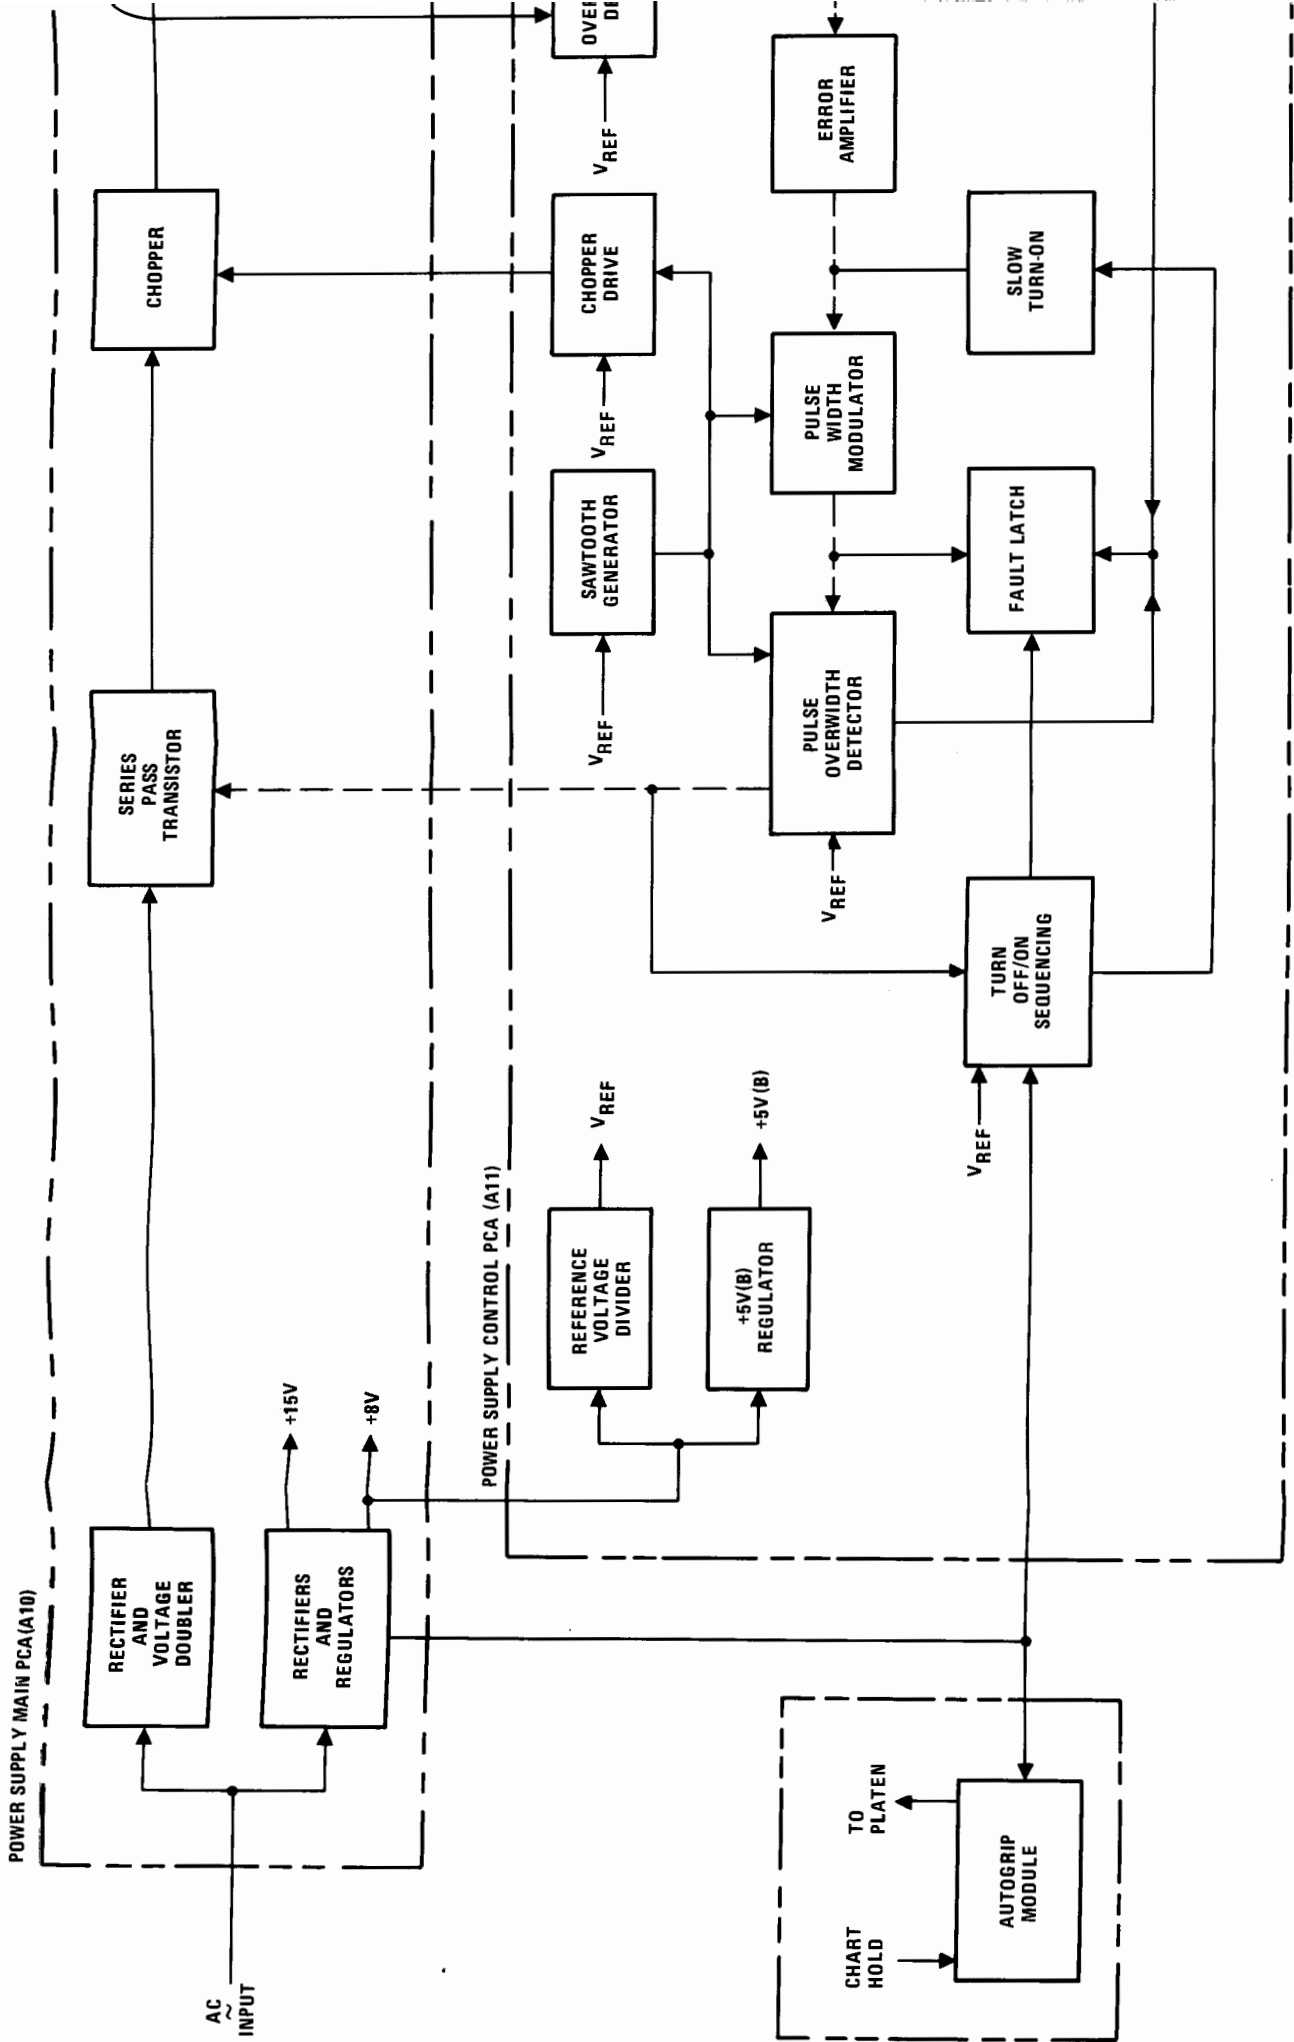 POWER SUPPLY MAIN PCA(A10)
AC
~
INPUT
RECTIFIER
AND
VOLTAGE
DOUBLER
SERIES
PASS
TRANSISTOR
CHOPPER
RECTIFIERS
AND
REGULATORS
+15V
+8V
POWER SUPPLY CONTROL PCA (A11)
REFERENCE
VOLTAGE
DIVIDER
VREF
+5V(B)
REGULATOR
+5V(B)
VREF
SAWTOOTH
GENERATOR
VREF
CHOPPER
DRIVE
VREF
VREF
PULSE
OVERWIDTH
DETECTOR
PULSE
WIDTH
MODULATOR
ERROR
AMPLIFIER
VREF
TURN
OFF/ON
SEQUENCING
FAULT LATCH
SLOW
TURN-ON
CHART
HOLD
TO
PLATEN
AUTOGRIP
MODULE